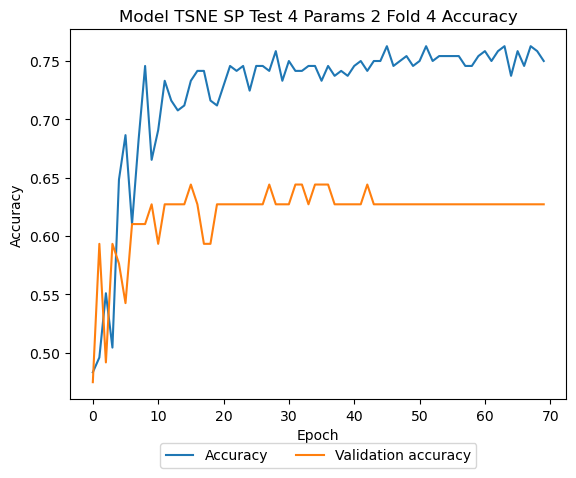 Model TSNE SP Test 4 Params 2 Fold 4 Accuracy
0.75
0.70
0.65
0.60
0.55
0.50
Accuracy
0 10 20 30 40 50 60 70
Epoch
Accuracy Validation accuracy